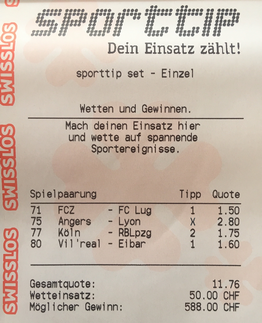 sporttip
Dein Einsatz zählt!
sporttip set - Einzel
Wetten und Gewinnen.
Mach deinen Einsatz hier
und wette auf spannende
Sportereignisse.
Spielpaarung Tipp Quote
71 FCZ - FC Lug 1 1.50
75 Angers - Lyon X 2.80
77 Köln - RBLpzg 2 1.75
80 Vil'real - Eibar 1 1.60
Gesamtquote: 11.76
Wetteinsatz: 50.00 CHF
Möglicher Gewinn: 588.00 CHF
SWISSLOS
SWISSLOS
SWISSLOS